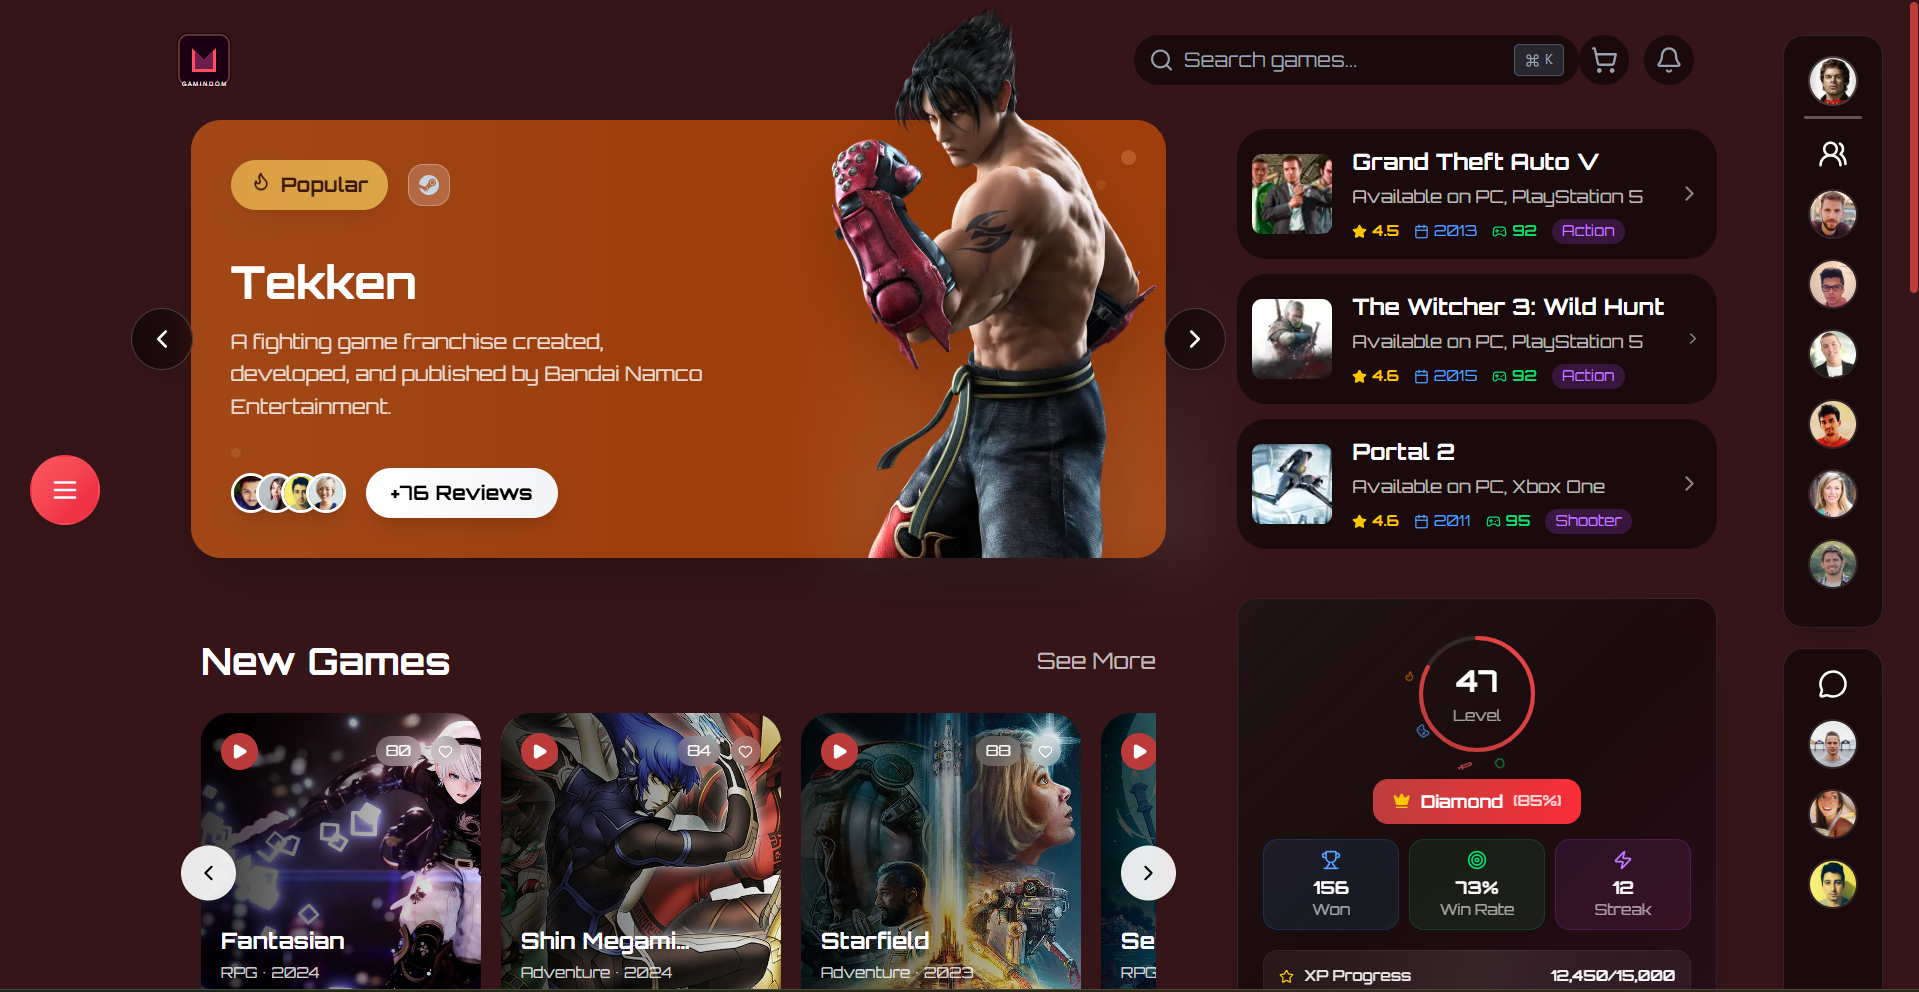 GAMINDOM
Search games...
⌘ K
Popular
Tekken
A fighting game franchise created,
developed, and published by Bandai Namco
Entertainment.
+76 Reviews
Grand Theft Auto V
Available on PC, PlayStation 5
4.5 2013 92 Action
The Witcher 3: Wild Hunt
Available on PC, PlayStation 5
4.6 2015 92 Action
Portal 2
Available on PC, Xbox One
4.6 2011 95 Shooter
New Games
See More
80
Fantasian
RPG · 2024
84
Shin Megami...
Adventure · 2024
88
Starfield
Adventure · 2023
Se
RPG
47
Level
Diamond (85%)
156
Won
73%
Win Rate
12
Streak
XP Progress
12,450/15,000